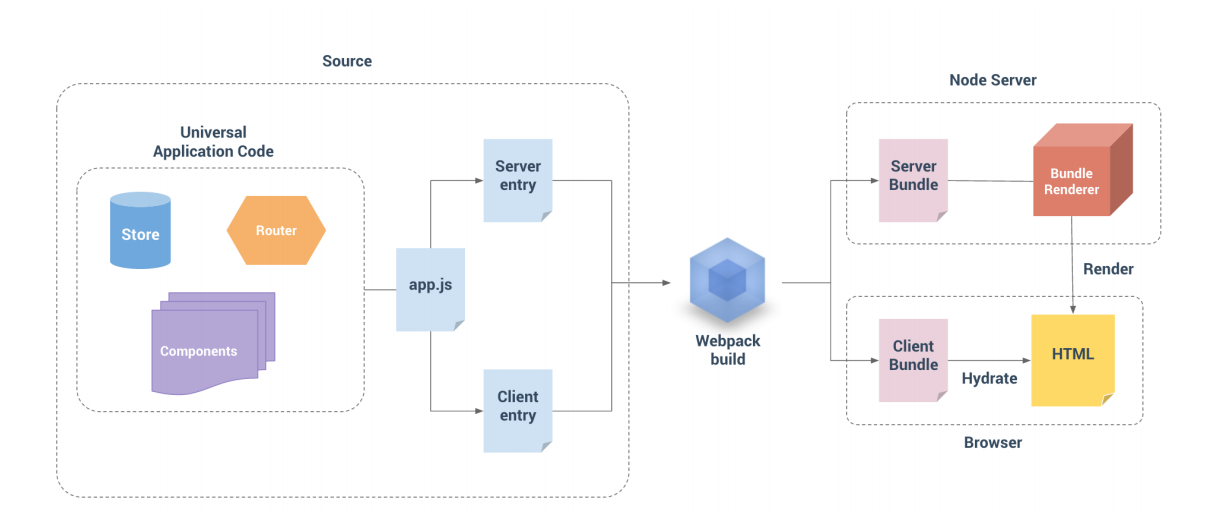 Source
Universal
Application Code
Store
Router
Components
app.js
Server
entry
Client
entry
Webpack
build
Node Server
Server
Bundle
Bundle
Renderer
Render
Client
Bundle
Hydrate
HTML
Browser